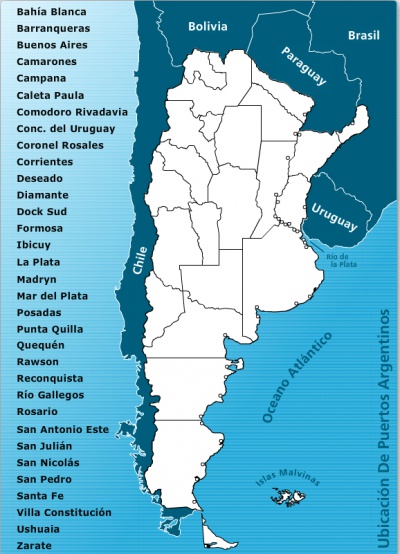 Bahía Blanca
Barranqueras
Buenos Aires
Camarones
Campana
Caleta Paula
Comodoro Rivadavia
Conc. del Uruguay
Coronel Rosales
Corrientes
Deseado
Diamante
Dock Sud
Formosa
Ibicuy
La Plata
Madryn
Mar del Plata
Posadas
Punta Quilla
Quequén
Rawson
Reconquista
Río Gallegos
Rosario
San Antonio Este
San Julián
San Nicolás
San Pedro
Santa Fe
Villa Constitución
Ushuaia
Zarate
Bolivia
Brasil
Paraguay
Uruguay
Chile
Río de
la Plata
Oceano Atlántico
Islas Malvinas
Ubicación De Puertos Argentinos